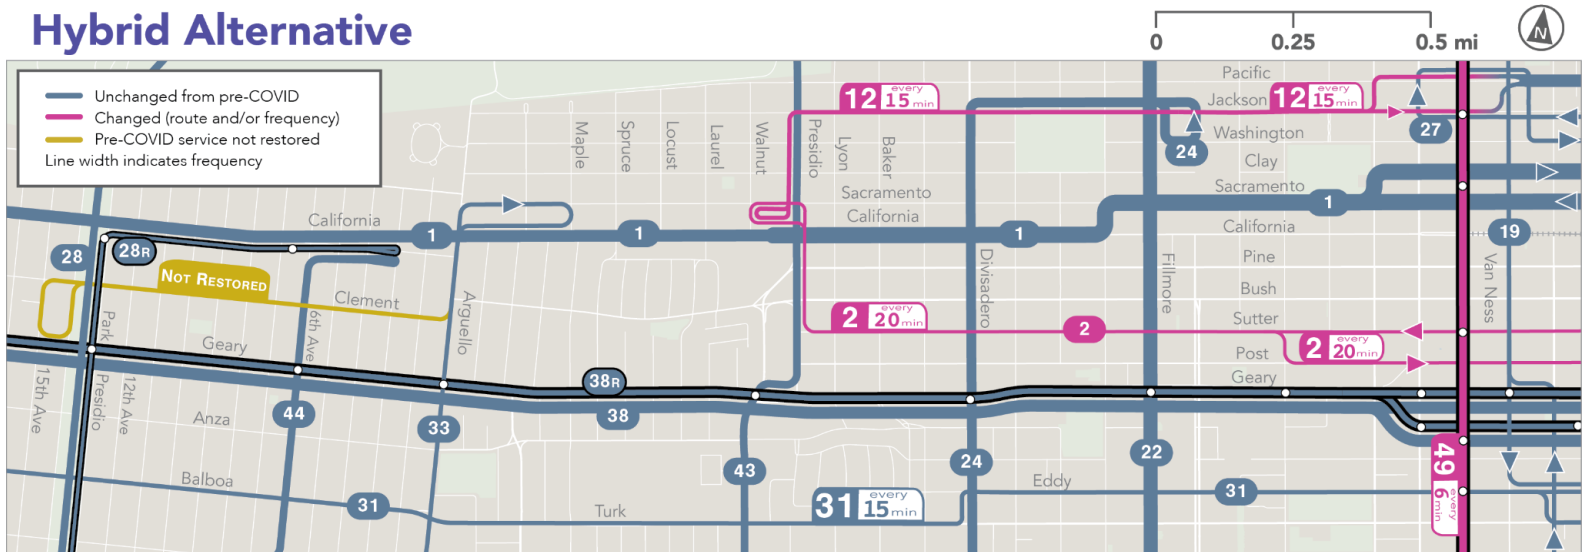 Hybrid Alternative
0 0.25 0.5 mi
N
Unchanged from pre-COVID
Changed (route and/or frequency)
Pre-COVID service not restored
Line width indicates frequency
12 every 15 min
12 every 15 min
Pacific
Jackson
Washington
Clay
Sacramento
California
Pine
Bush
Sutter
Post
Geary
27
24
Maple
Spruce
Locust
Laurel
Walnut
Presidio
Lyon
Baker
Sacramento
California
California
1
1
1
1
19
28
28R
NOT RESTORED
Clement
Arguello
6th Ave
Park
Presidio
Geary
15th Ave
12th Ave
Divisadero
Fillmore
Van Ness
2 every 20 min
2
2 every 20 min
38R
38
44
33
Anza
Balboa
31
43
24
22
Turk
31 every 15 min
Eddy
31
49 every 6 min